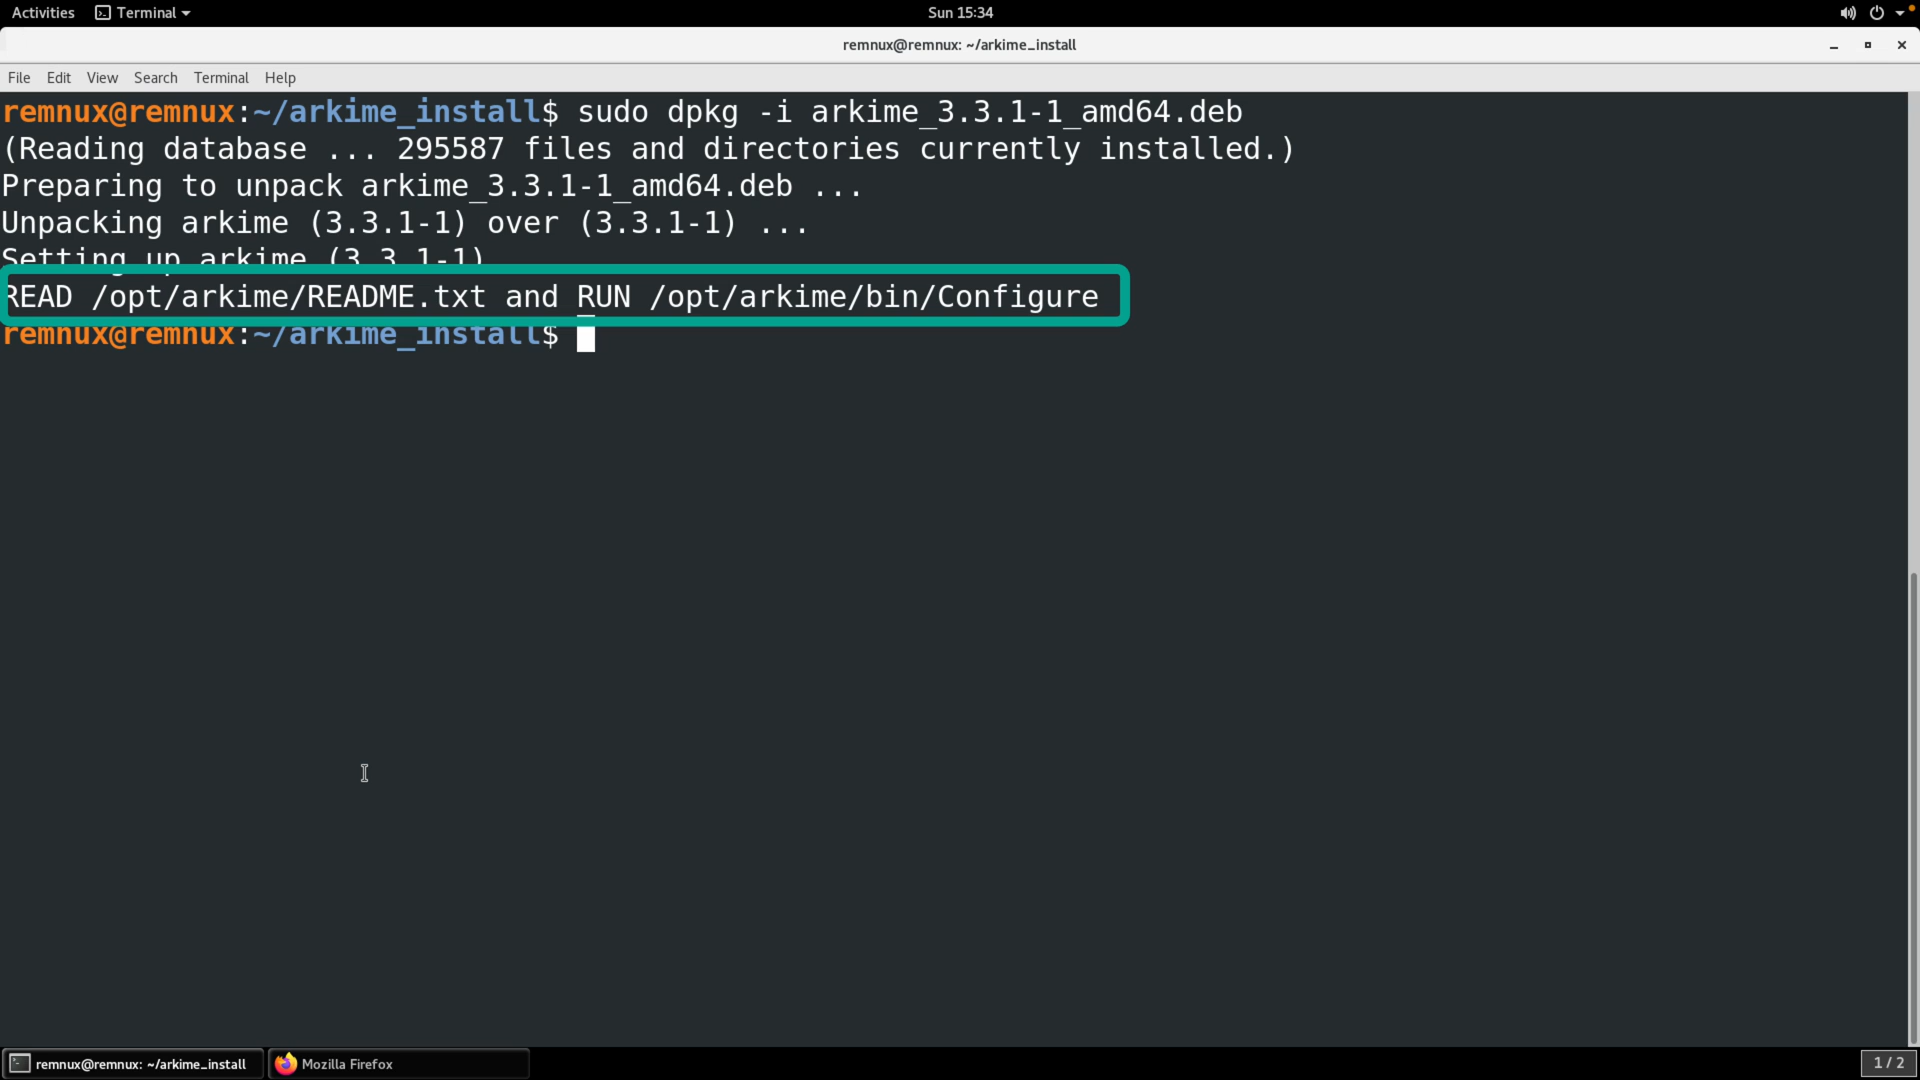 Activities Terminal Sun 15:34
remnux@remnux: ~/arkime_install
File Edit View Search Terminal Help
remnux@remnux:~/arkime_install$ sudo dpkg -i arkime_3.3.1-1_amd64.deb
(Reading database ... 295587 files and directories currently installed.)
Preparing to unpack arkime_3.3.1-1_amd64.deb ...
Unpacking arkime (3.3.1-1) over (3.3.1-1) ...
Setting up arkime (3.3.1-1)
READ /opt/arkime/README.txt and RUN /opt/arkime/bin/Configure
remnux@remnux:~/arkime_install$
remnux@remnux: ~/arkime_install Mozilla Firefox 1 / 2